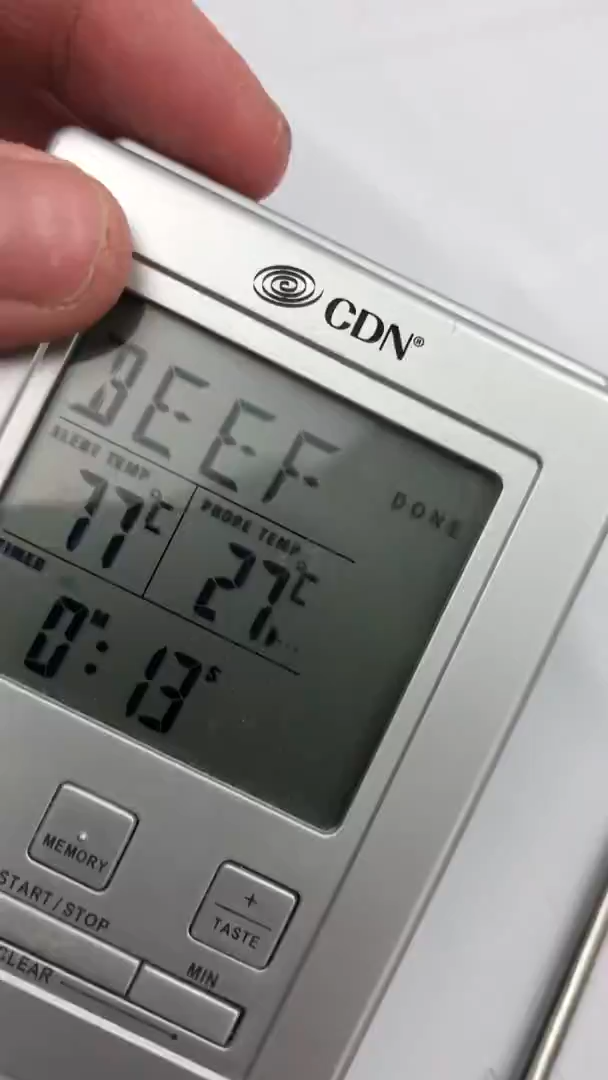 CDN®
BEEF
DONE
ALERT TEMP
PROBE TEMP
77°C
27°C
TIMER
0:13
M
S
MEMORY
+
TASTE
START/STOP
CLEAR
MIN